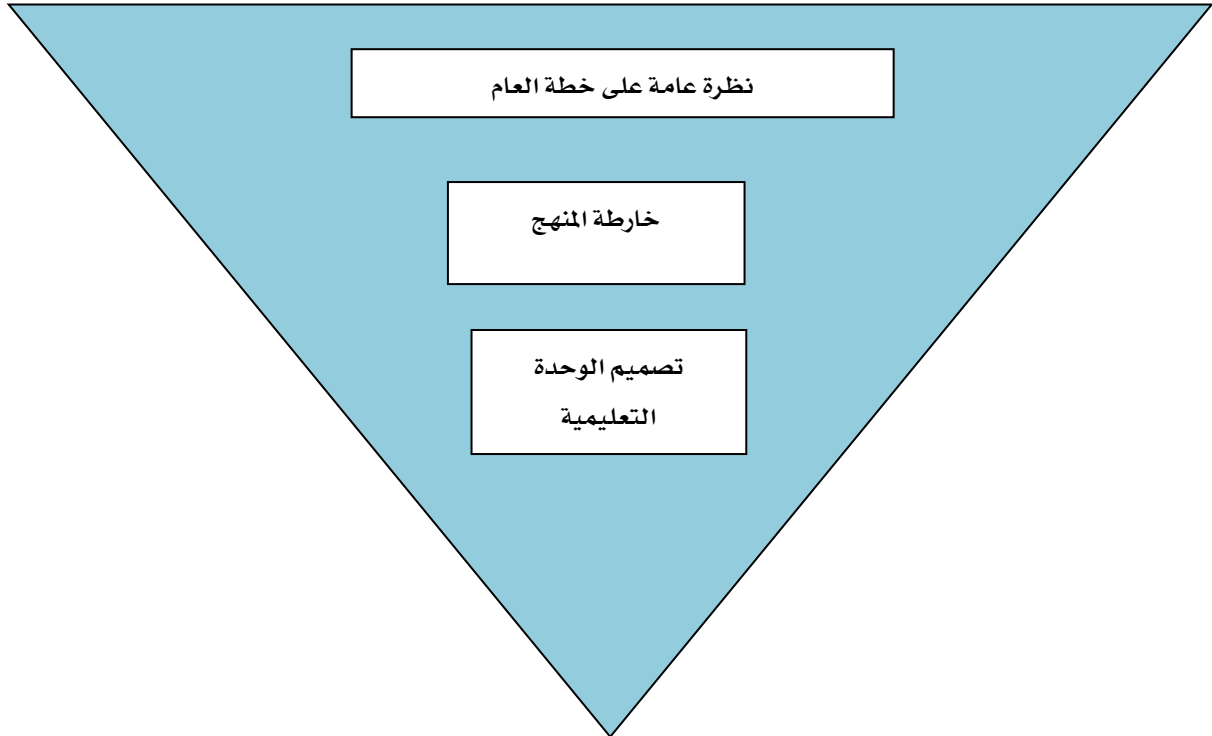 نظرة عامة على خطة العام
خارطة المنهج
تصميم الوحدة
التعليمية